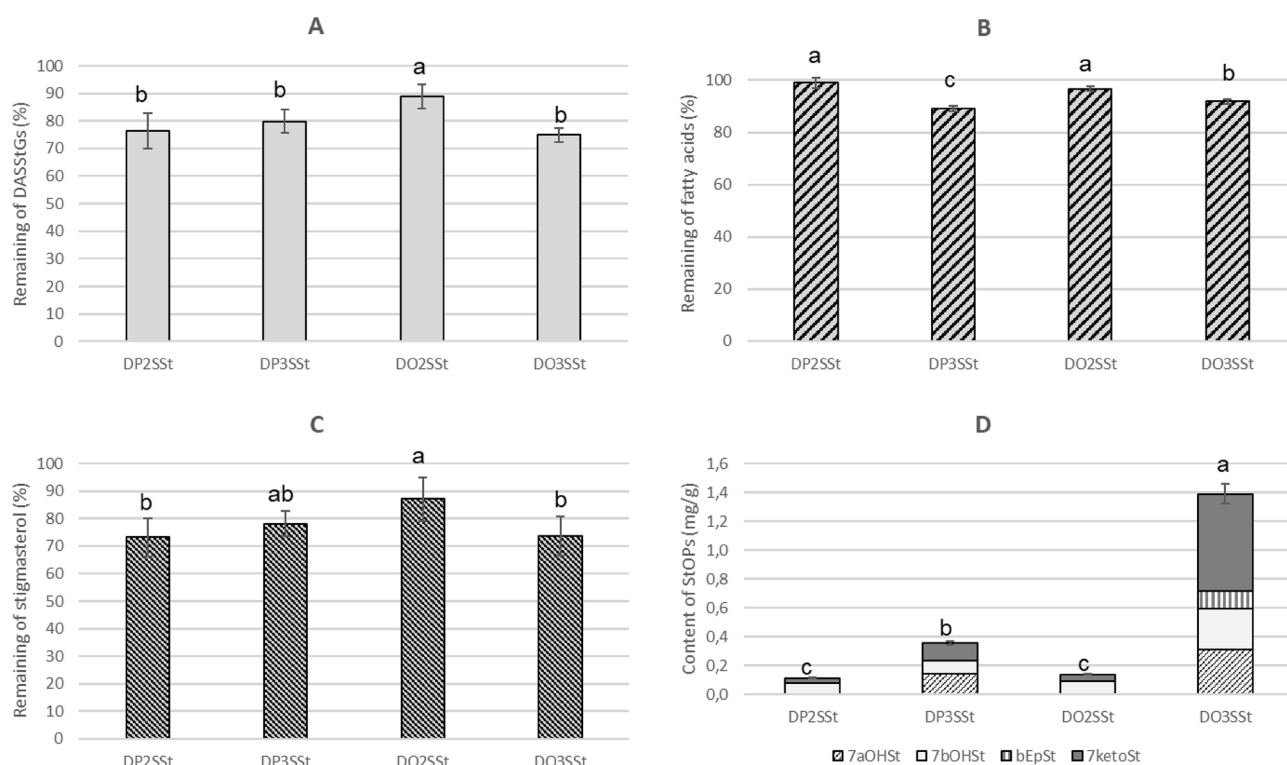 A
Remaining of DASStGs (%)
100
90
80
70
60
50
40
30
20
10
0
b
b
a
b
DP2SSt DP3SSt DO2SSt DO3SSt
B
Remaining of fatty acids (%)
100
80
60
40
20
0
a
c
a
b
DP2SSt DP3SSt DO2SSt DO3SSt
C
Remaining of stigmasterol (%)
100
90
80
70
60
50
40
30
20
10
0
b
ab
a
b
DP2SSt DP3SSt DO2SSt DO3SSt
D
Content of StOPs (mg/g)
1,6
1,4
1,2
1,0
0,8
0,6
0,4
0,2
0,0
c
b
c
a
DP2SSt DP3SSt DO2SSt DO3SSt
7aOHSt 7bOHSt bEpSt 7ketoSt